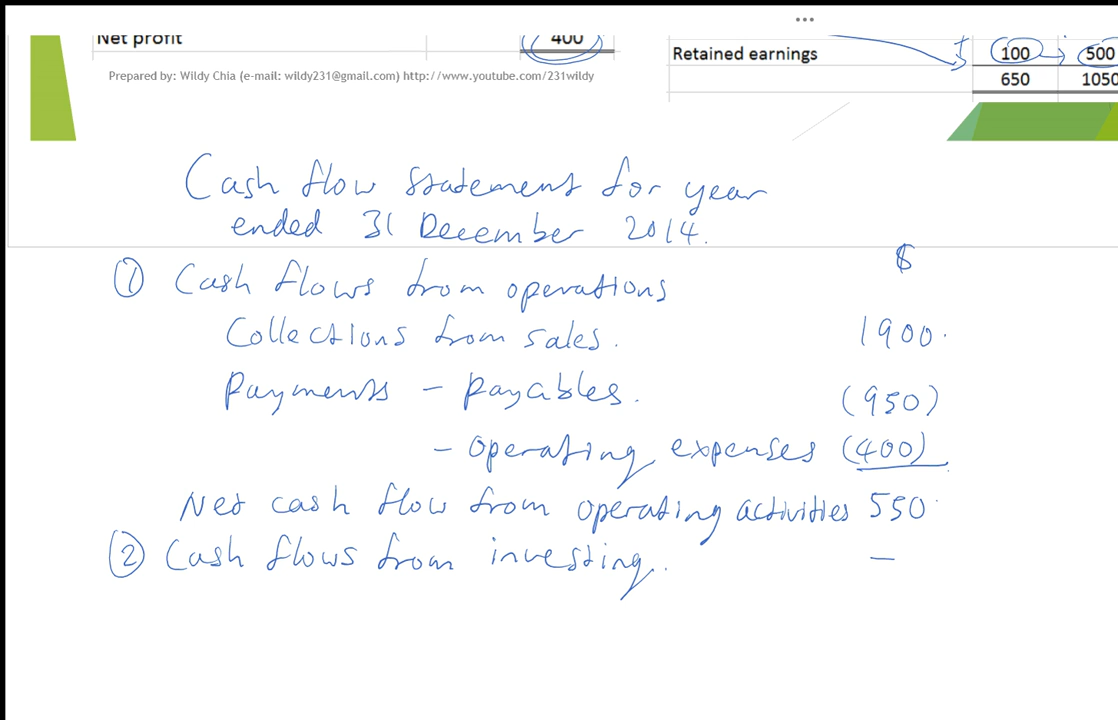 Net profit 400
Retained earnings 100 500
Prepared by: Wildy Chia (e-mail: wildy231@gmail.com) http://www.youtube.com/231wildy
650 1050
Cash flow statement for year
ended 31 December 2014.
$
① Cash flows from operations
Collections from sales. 1900.
Payments - payables. (950)
- Operating expenses (400)
Net cash flow from operating activities 550
② Cash flows from investing. —